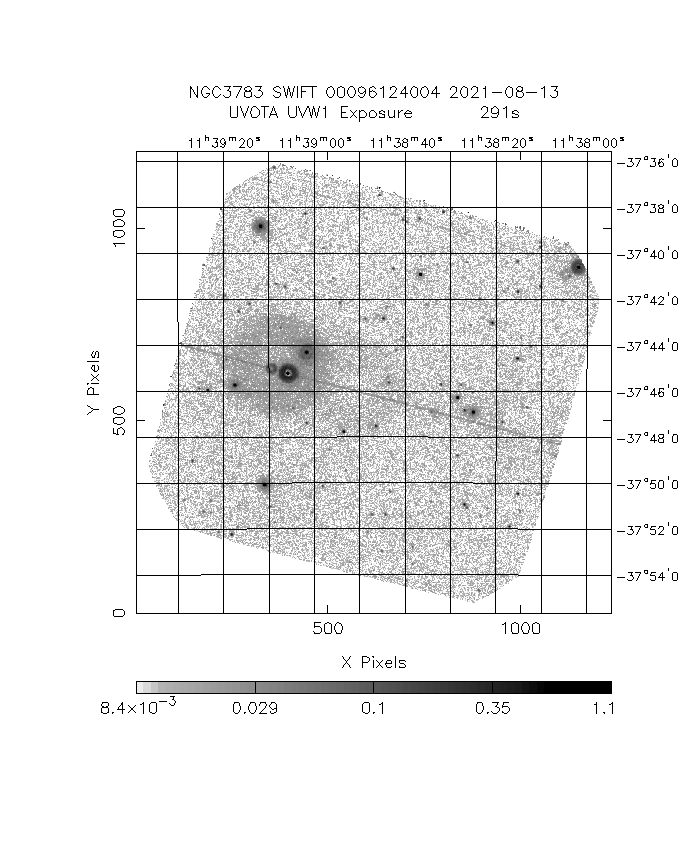 NGC3783 SWIFT 00096124004 2021-08-13
UVOTA UVW1 Exposure 291s
11ʰ39ᵐ20ˢ 11ʰ39ᵐ00ˢ 11ʰ38ᵐ40ˢ 11ʰ38ᵐ20ˢ 11ʰ38ᵐ00ˢ
-37°36'0
-37°38'0
1000
-37°40'0
-37°42'0
-37°44'0
Y Pixels
-37°46'0
500
-37°48'0
-37°50'0
-37°52'0
-37°54'0
0
500 1000
X Pixels
8.4×10⁻³ 0.029 0.1 0.35 1.1